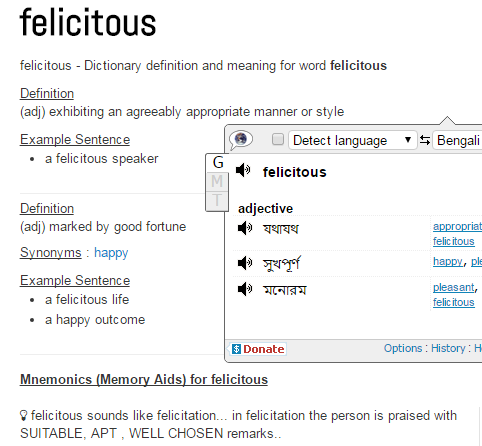 felicitous
felicitous - Dictionary definition and meaning for word felicitous
Definition
(adj) exhibiting an agreeably appropriate manner or style
Example Sentence
a felicitous speaker
Detect language
Bengali
G
M
T
felicitous
adjective
যথাযথ
felicitous
সুখপূর্ণ
happy,
মনোরম
pleasant,
felicitous
Donate
Options : History :
Definition
(adj) marked by good fortune
Synonyms : happy
Example Sentence
a felicitous life
a happy outcome
Mnemonics (Memory Aids) for felicitous
felicitous sounds like felicitation... in felicitation the person is praised with
SUITABLE, APT , WELL CHOSEN remarks..